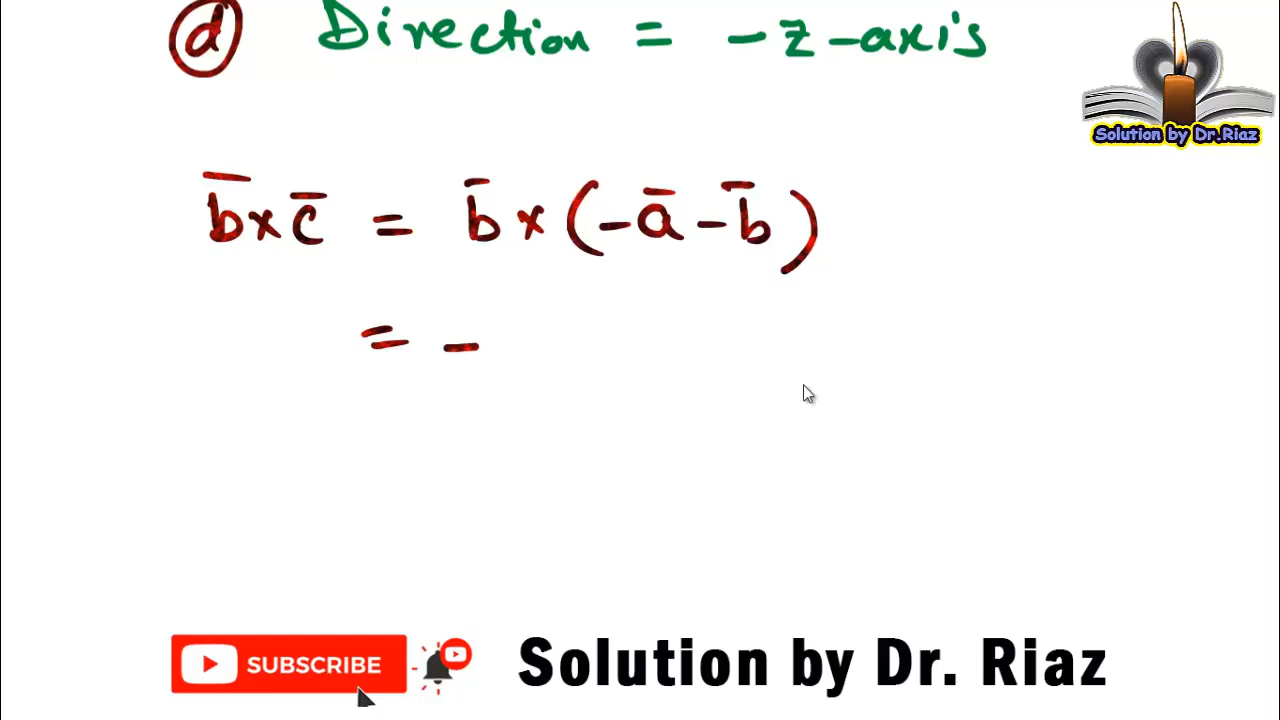 d Direction = - z - axis
Solution by Dr.Riaz
b̅ × c̅ = b̅ × (- a̅ - b̅)
= -
SUBSCRIBE
Solution by Dr. Riaz